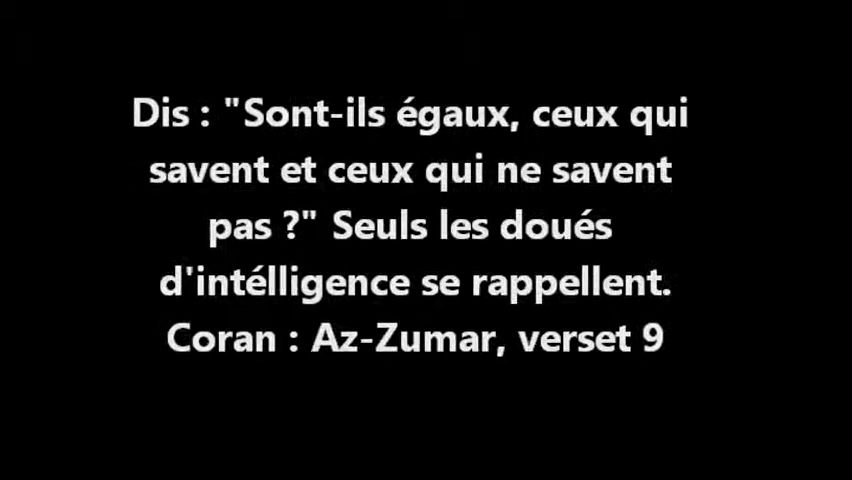 Dis : "Sont-ils égaux, ceux qui
savent et ceux qui ne savent
pas ?" Seuls les doués
d'intélligence se rappellent.
Coran : Az-Zumar, verset 9